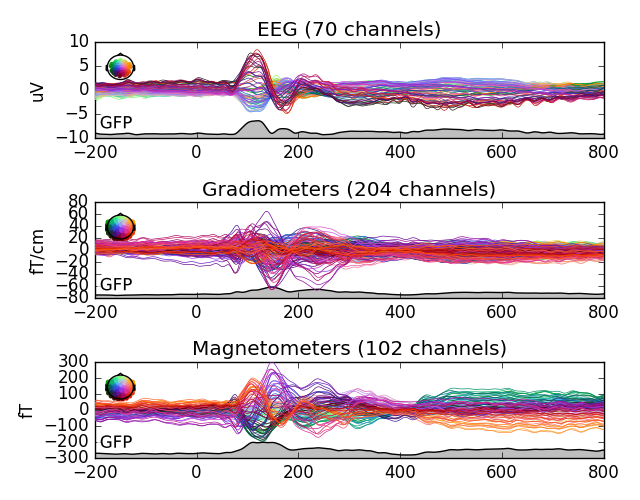 EEG (70 channels)
10
5
0
−5
−10
uV
GFP
−200 0 200 400 600 800
Gradiometers (204 channels)
80
60
40
20
0
−20
−40
−60
−80
fT/cm
GFP
−200 0 200 400 600 800
Magnetometers (102 channels)
300
200
100
0
−100
−200
−300
fT
GFP
−200 0 200 400 600 800